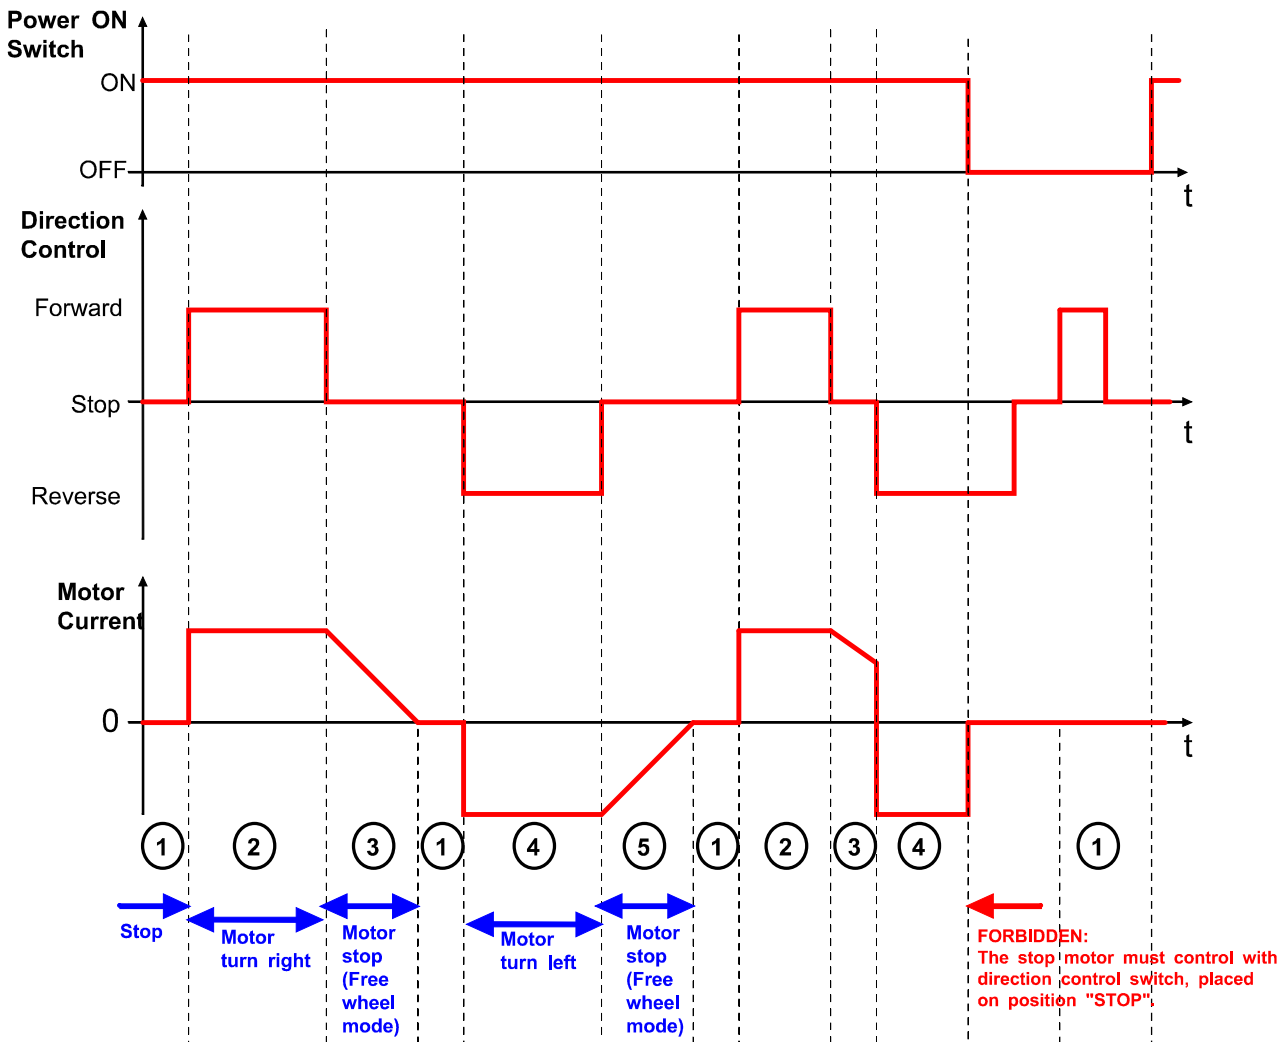 Power ON
Switch
ON
OFF
t
Direction
Control
Forward
Stop
t
Reverse
Motor
Current
0
t
1 2 3 1 4 5 1 2 3 4 1
Stop
Motor
turn right
Motor
stop
(Free
wheel
mode)
Motor
turn left
Motor
stop
(Free
wheel
mode)
FORBIDDEN:
The stop motor must control with
direction control switch, placed
on position "STOP".